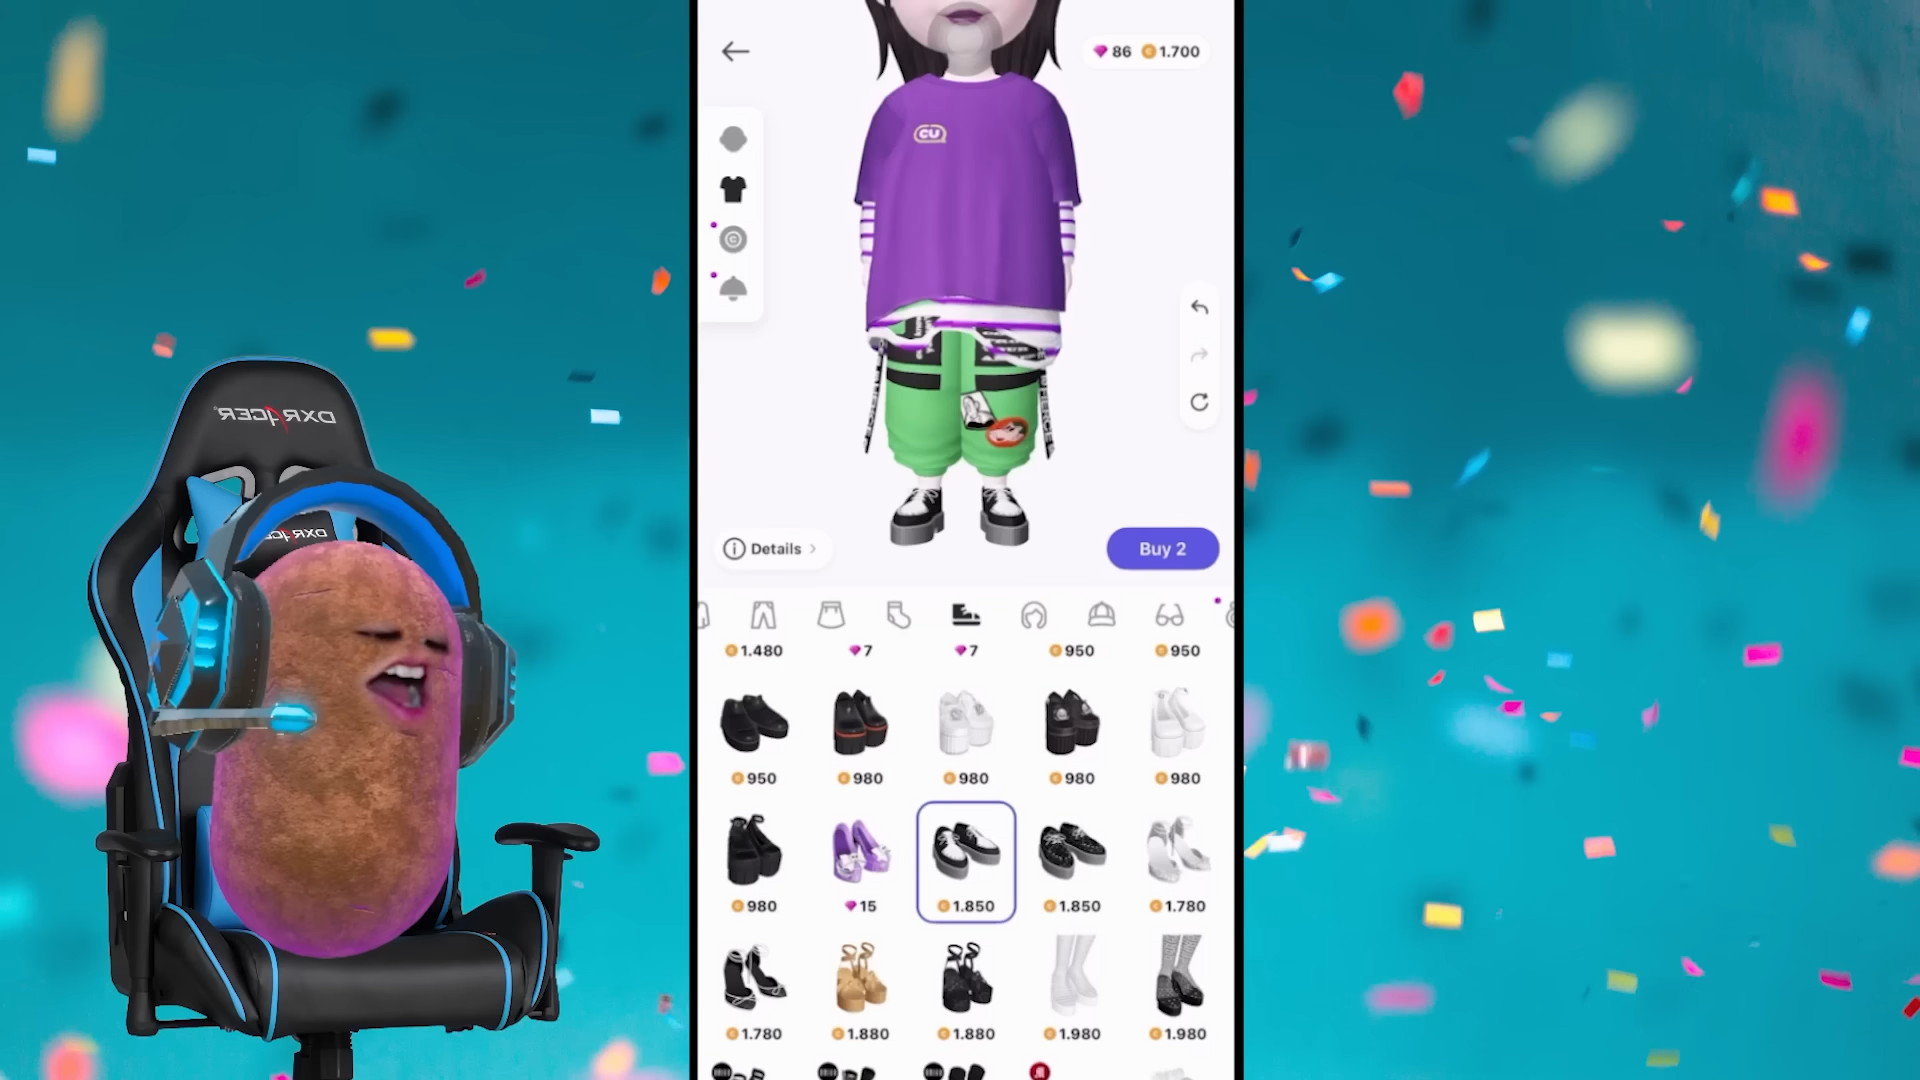 86 1.700
CU
DXRACER
DXRAC
Details
Buy 2
1.480 7 7 950 950
950 980 980 980 980
980 15 1.850 1.850 1.780
1.780 1.880 1.880 1.980 1.980